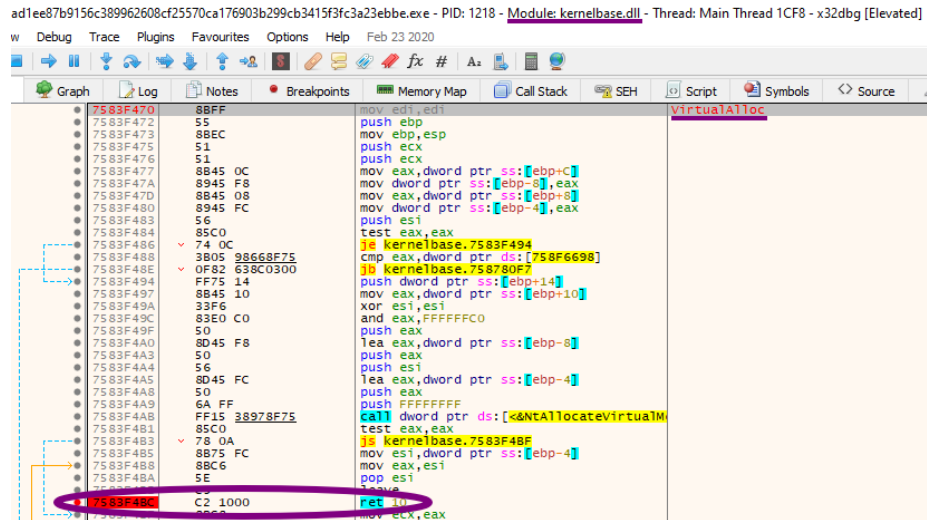 ad1ee87b9156c389962608cf25570ca176903b299cb3415f3fc3a23ebbe.exe - PID: 1218 - Module: kernelbase.dll - Thread: Main Thread 1CF8 - x32dbg [Elevated]
w Debug Trace Plugins Favourites Options Help Feb 23 2020
fx # A2
Graph Log Notes Breakpoints Memory Map Call Stack SEH Script Symbols Source
7583F470 8BFF mov edi,edi VirtualAlloc
7583F472 55 push ebp
7583F473 8BEC mov ebp,esp
7583F475 51 push ecx
7583F476 51 push ecx
7583F477 8B45 0C mov eax,dword ptr ss:[ebp+C]
7583F47A 8945 F8 mov dword ptr ss:[ebp-8],eax
7583F47D 8B45 08 mov eax,dword ptr ss:[ebp+8]
7583F480 8945 FC mov dword ptr ss:[ebp-4],eax
7583F483 56 push esi
7583F484 85C0 test eax,eax
7583F486 74 0C je kernelbase.7583F494
7583F488 3B05 98668F75 cmp eax,dword ptr ds:[758F6698]
7583F48E 0F82 638C0300 jb kernelbase.758780F7
7583F494 FF75 14 push dword ptr ss:[ebp+14]
7583F497 8B45 10 mov eax,dword ptr ss:[ebp+10]
7583F49A 33F6 xor esi,esi
7583F49C 83E0 C0 and eax,FFFFFFC0
7583F49F 50 push eax
7583F4A0 8D45 F8 lea eax,dword ptr ss:[ebp-8]
7583F4A3 50 push eax
7583F4A4 56 push esi
7583F4A5 8D45 FC lea eax,dword ptr ss:[ebp-4]
7583F4A8 50 push eax
7583F4A9 6A FF push FFFFFFFF
7583F4AB FF15 38978F75 call dword ptr ds:[<&NtAllocateVirtualM
7583F4B1 85C0 test eax,eax
7583F4B3 78 0A js kernelbase.7583F4BF
7583F4B5 8B75 FC mov esi,dword ptr ss:[ebp-4]
7583F4B8 8BC6 mov eax,esi
7583F4BA 5E pop esi
leave
7583F4BC C2 1000 ret 10
mov ecx,eax